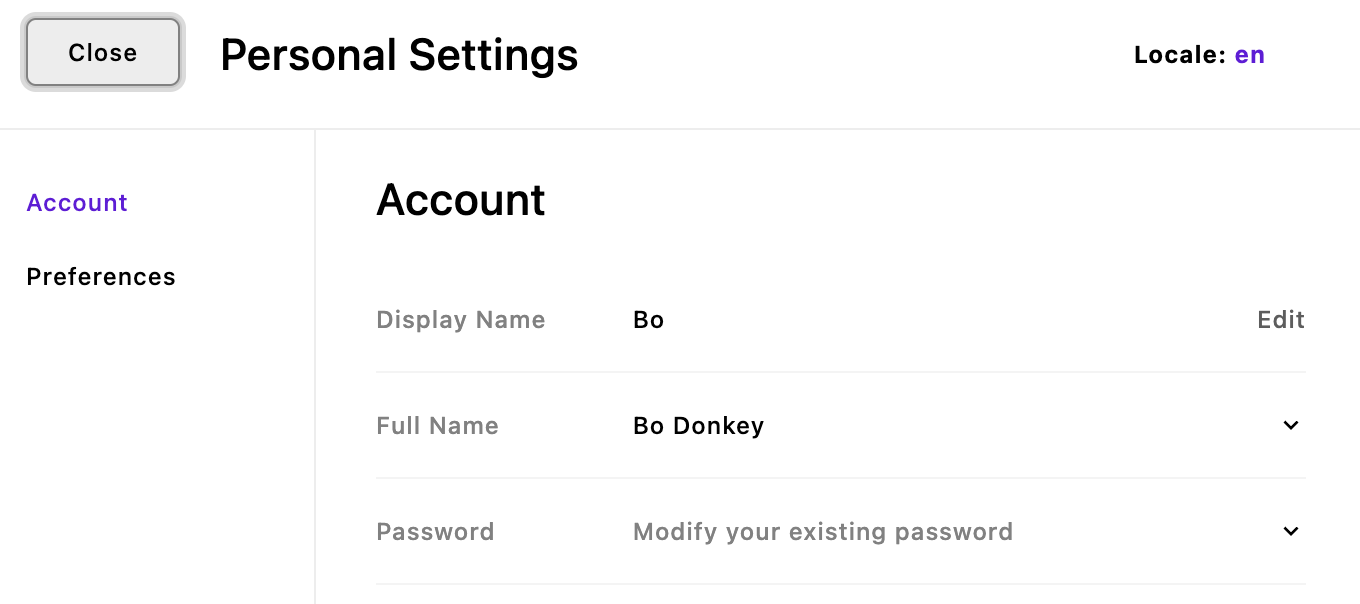 Close
Personal Settings
Locale: en
Account
Preferences
Account
Display Name Bo Edit
Full Name Bo Donkey
Password Modify your existing password